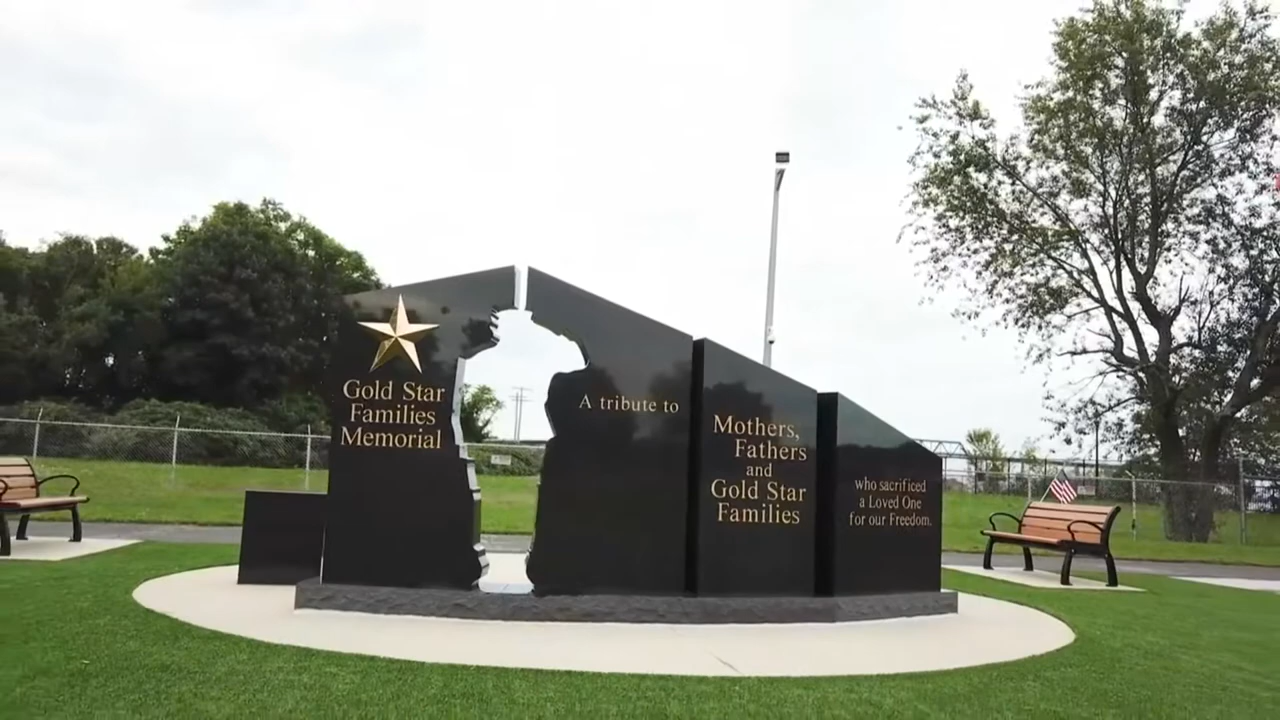 Gold Star
Families
Memorial
A tribute to
Mothers,
Fathers
and
Gold Star
Families
who sacrificed
a Loved One
for our Freedom.